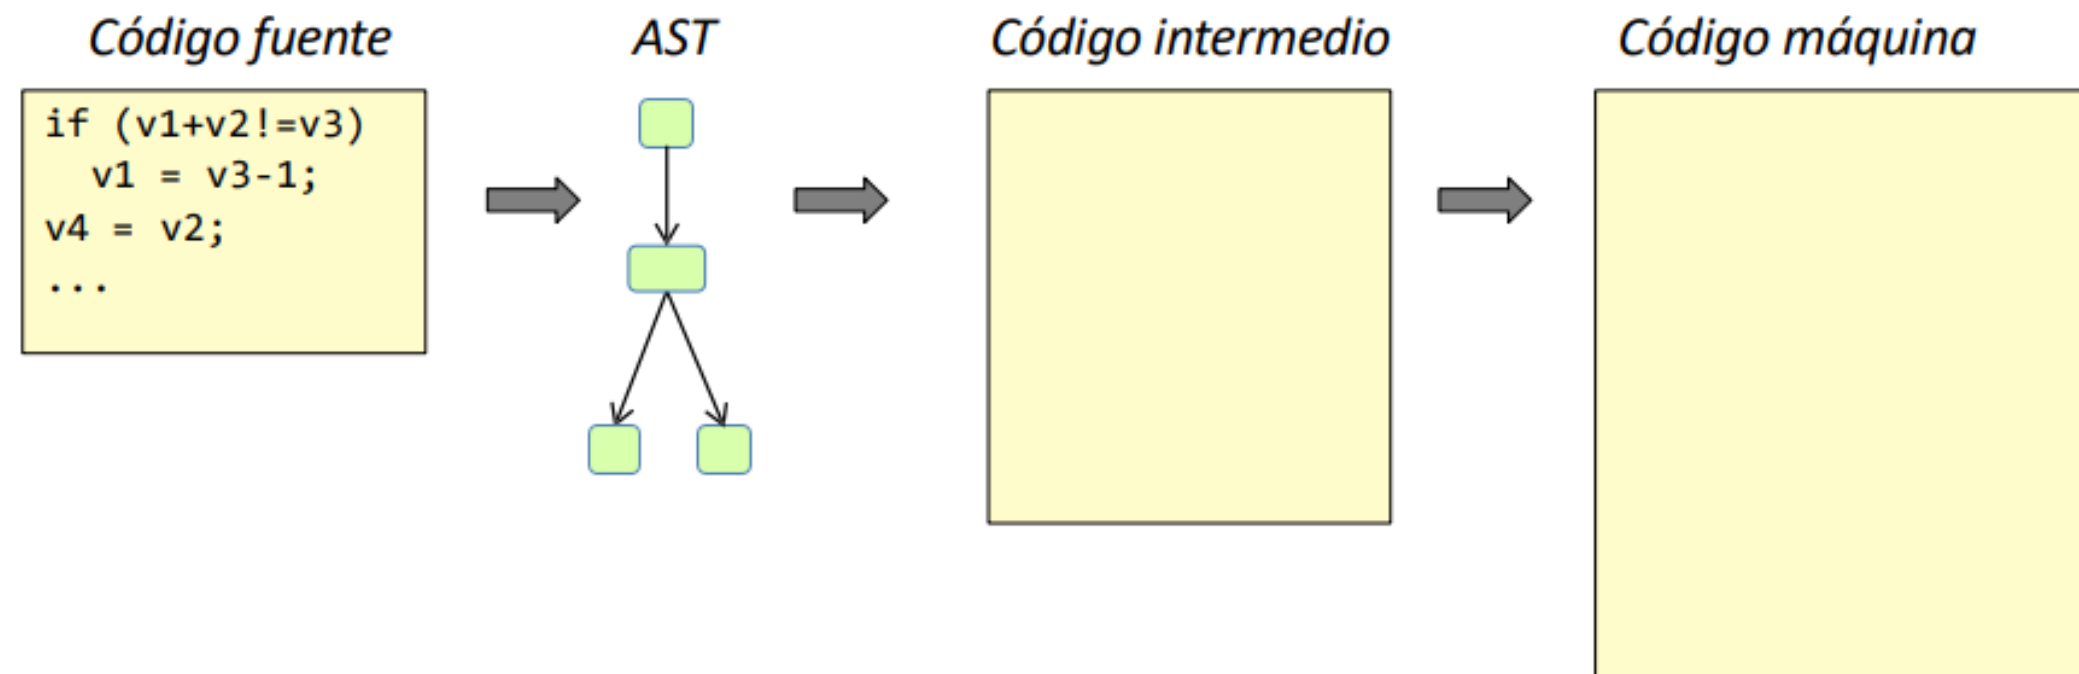 Código fuente
AST
Código intermedio
Código máquina
if (v1+v2!=v3)
  v1 = v3-1;
v4 = v2;
...